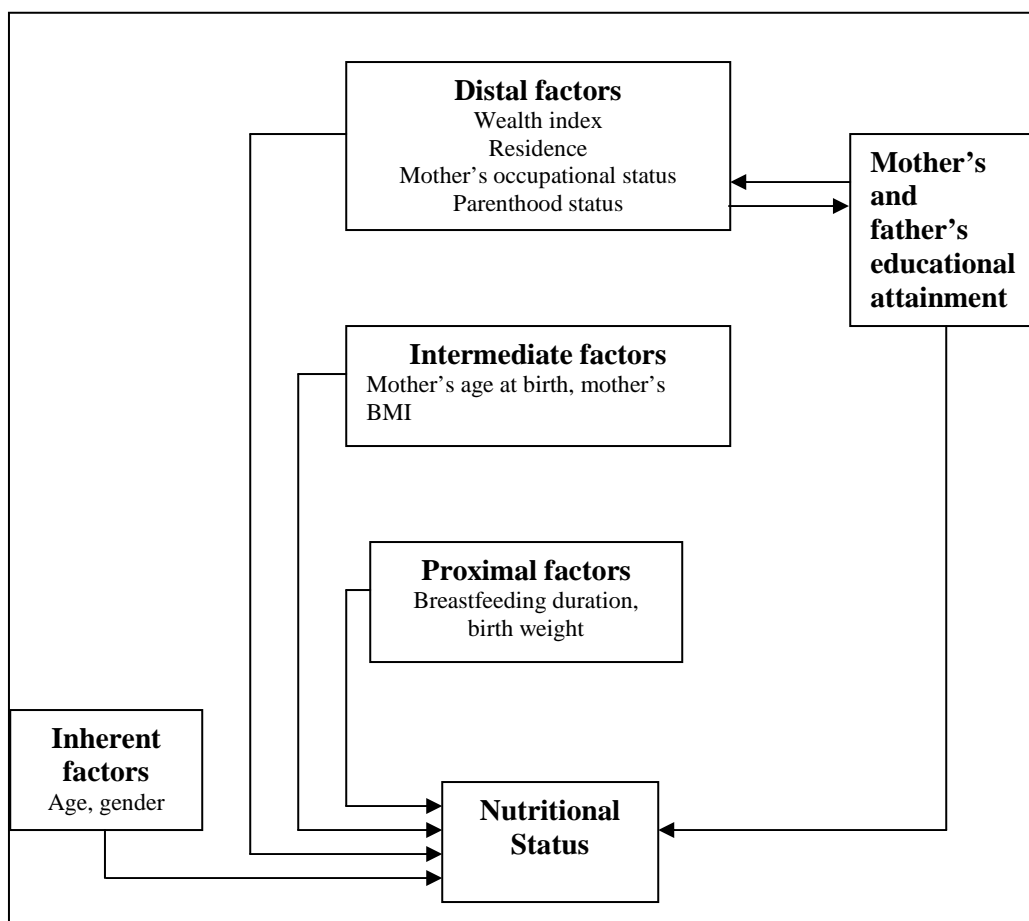 Distal factors
Wealth index
Residence
Mother’s occupational status
Parenthood status
Mother’s
and
father’s
educational
attainment
Intermediate factors
Mother’s age at birth, mother’s
BMI
Proximal factors
Breastfeeding duration,
birth weight
Inherent
factors
Age, gender
Nutritional
Status